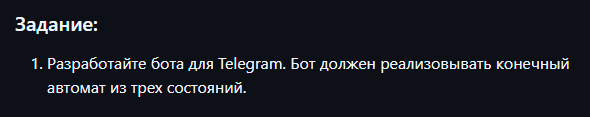 Задание:
1. Разработайте бота для Telegram. Бот должен реализовывать конечный
автомат из трех состояний.